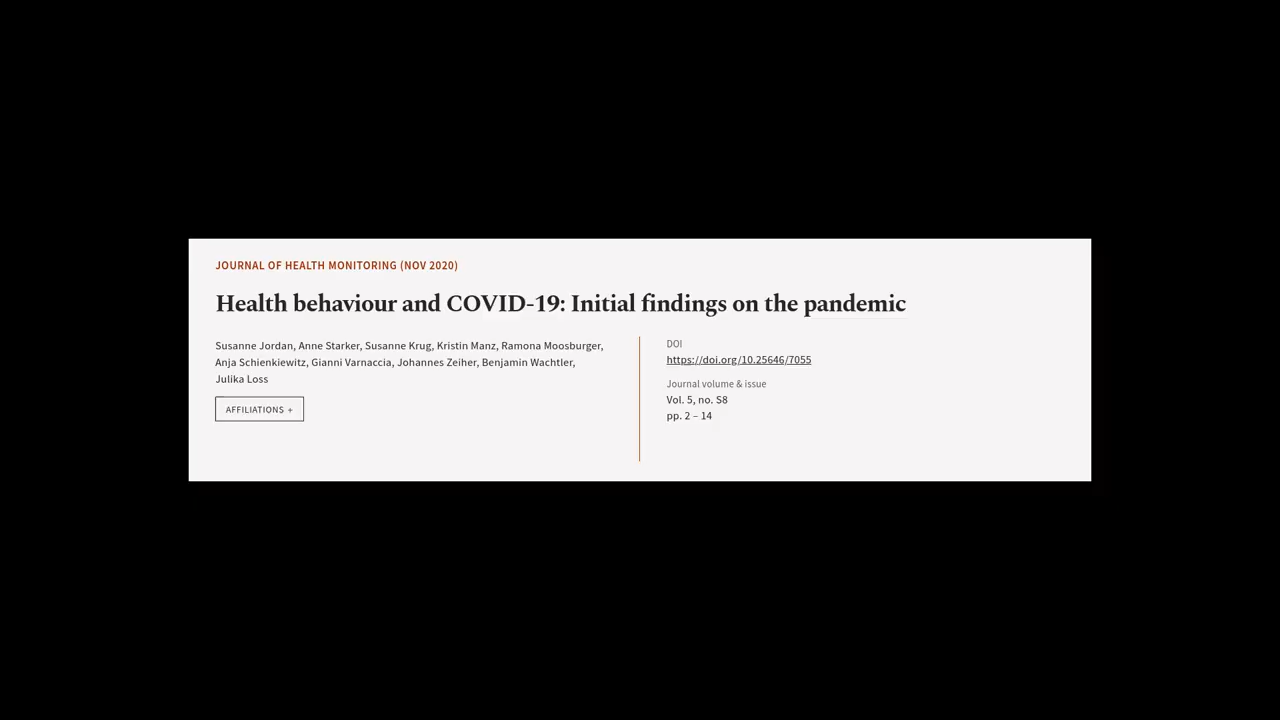 JOURNAL OF HEALTH MONITORING (NOV 2020)
Health behaviour and COVID-19: Initial findings on the pandemic
Susanne Jordan, Anne Starker, Susanne Krug, Kristin Manz, Ramona Moosburger,
Anja Schienkiewitz, Gianni Varnaccia, Johannes Zeiher, Benjamin Wachtler,
Julika Loss
AFFILIATIONS +
DOI
https://doi.org/10.25646/7055
Journal volume & issue
Vol. 5, no. S8
pp. 2 – 14